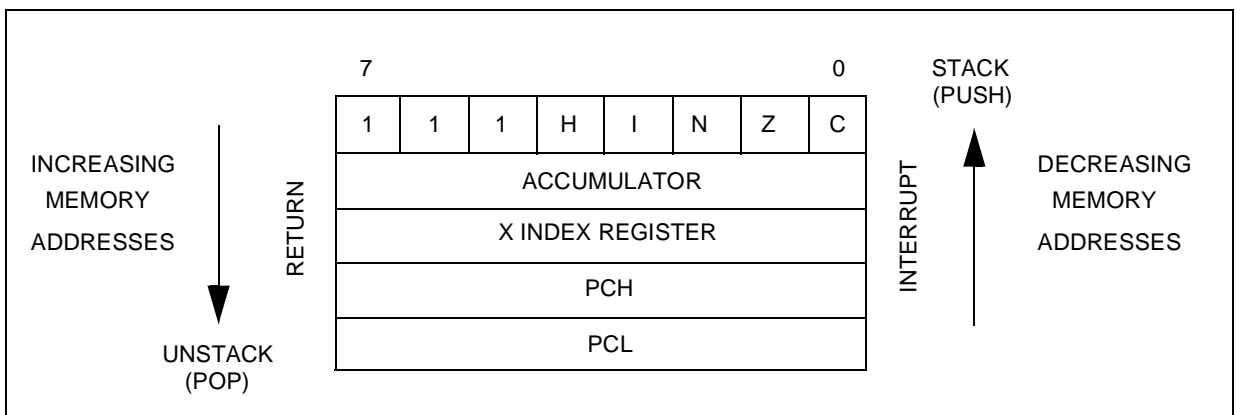 7 0
STACK
(PUSH)
1 1 1 H I N Z C
INCREASING
MEMORY
ADDRESSES
RETURN
ACCUMULATOR
X INDEX REGISTER
PCH
PCL
INTERRUPT
DECREASING
MEMORY
ADDRESSES
UNSTACK
(POP)